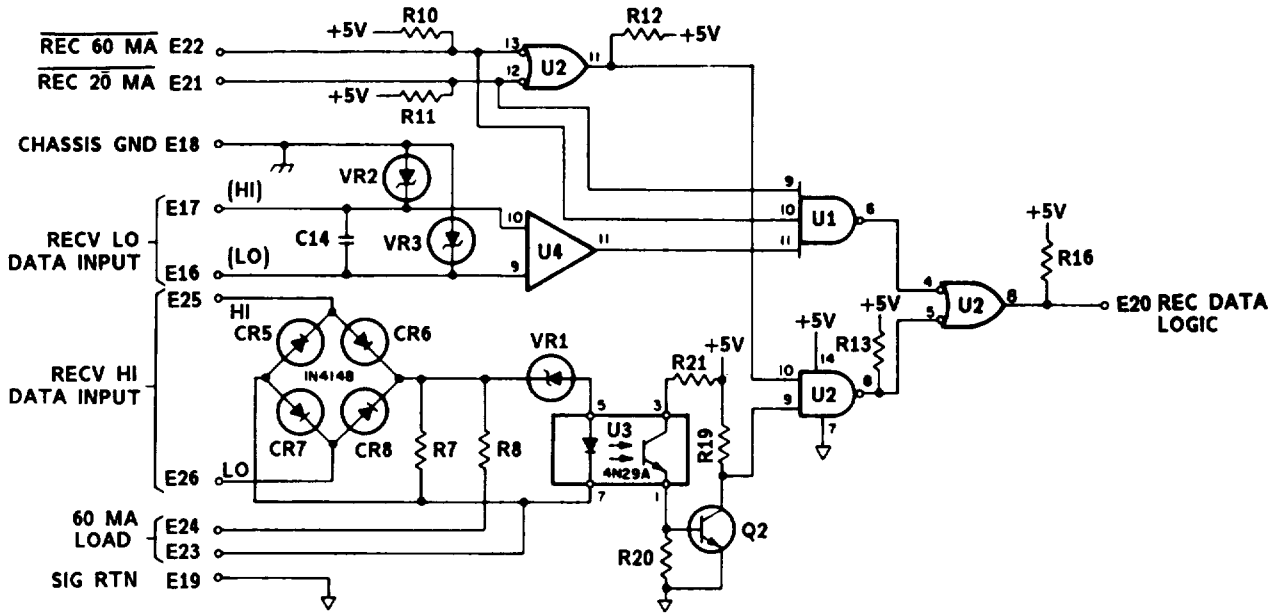 R10
+5V
R12
+5V
REC 60 MA E22
13
U2
11
12
REC 20 MA E21
+5V
R11
CHASSIS GND E18
VR2
(HI)
E17
RECV LO
DATA INPUT
C14
VR3
(LO)
E16
10
U4
11
9
9
10
U1
6
11
+5V
R16
4
U2
6
5
E20 REC DATA
LOGIC
E25
HI
CR5
CR6
1N4148
RECV HI
DATA INPUT
CR7
CR8
E26
LO
R7
R8
VR1
5
3
U3
4N29A
7
1
R21
+5V
R19
+5V
14
+5V
R13
10
U2
8
9
7
Q2
R20
60 MA
LOAD
E24
E23
SIG RTN E19